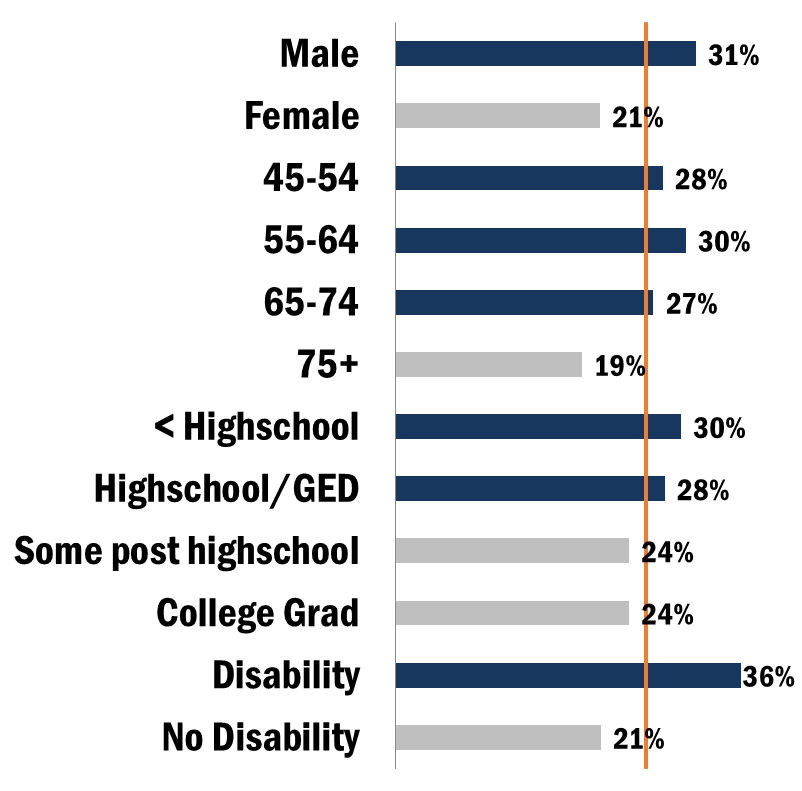 Male 31%
Female 21%
45-54 28%
55-64 30%
65-74 27%
75+ 19%
< Highschool 30%
Highschool/GED 28%
Some post highschool 24%
College Grad 24%
Disability 36%
No Disability 21%